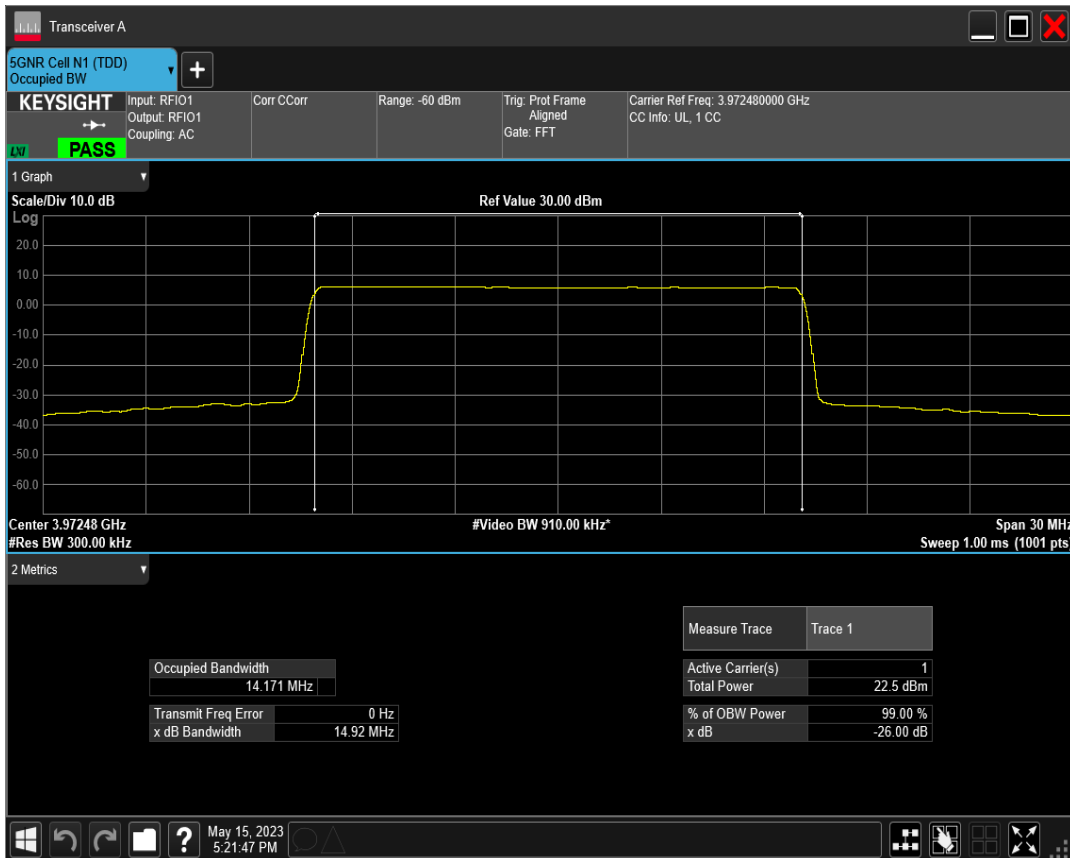 Transceiver A
5GNR Cell N1 (TDD)
Occupied BW
+
KEYSIGHT
LXI
PASS
Input: RFIO1
Output: RFIO1
Coupling: AC
Corr CCorr
Range: -60 dBm
Trig: Prot Frame
Aligned
Gate: FFT
Carrier Ref Freq: 3.972480000 GHz
CC Info: UL, 1 CC
1 Graph
Scale/Div 10.0 dB
Ref Value 30.00 dBm
Log
20.0
10.0
0.00
-10.0
-20.0
-30.0
-40.0
-50.0
-60.0
Center 3.97248 GHz
#Video BW 910.00 kHz*
Span 30 MHz
#Res BW 300.00 kHz
Sweep 1.00 ms (1001 pts)
2 Metrics
Measure Trace Trace 1
Occupied Bandwidth
14.171 MHz
Active Carrier(s) 1
Total Power 22.5 dBm
Transmit Freq Error 0 Hz
x dB Bandwidth 14.92 MHz
% of OBW Power 99.00 %
x dB -26.00 dB
?
May 15, 2023
5:21:47 PM